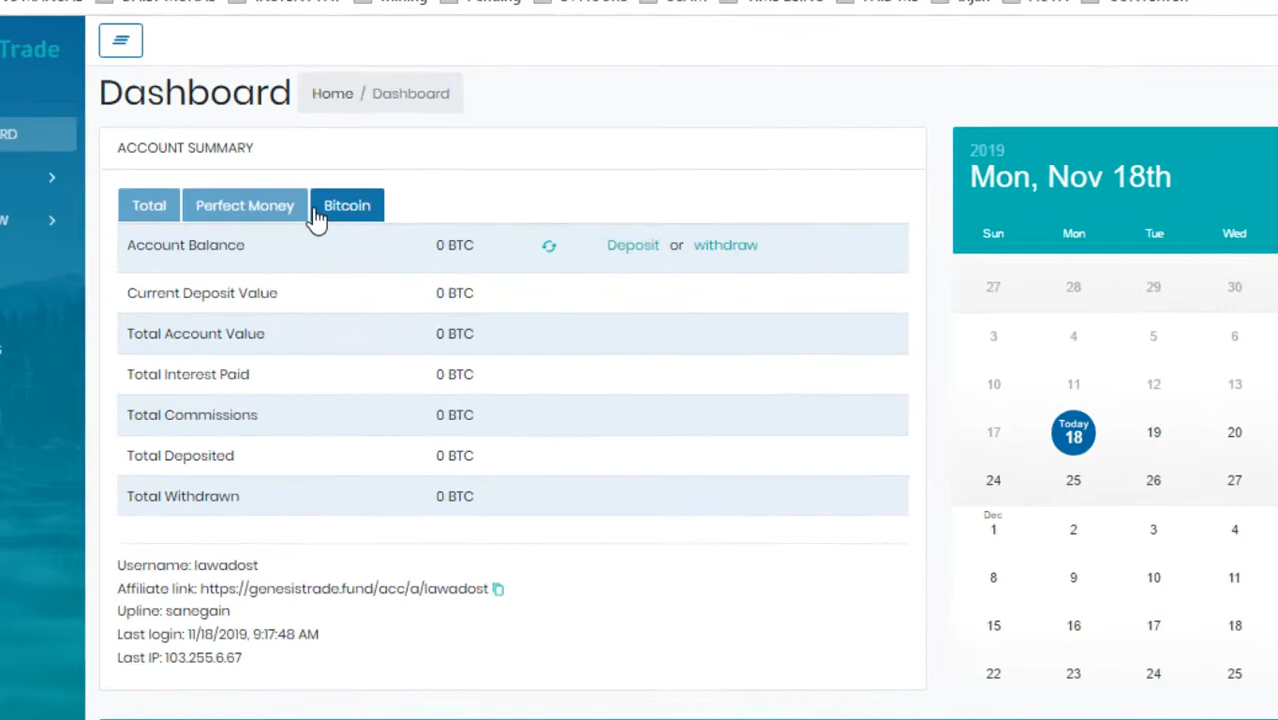 Trade
Dashboard Home / Dashboard
RD
W
S
ACCOUNT SUMMARY
Total Perfect Money Bitcoin
Account Balance 0 BTC Deposit or withdraw
Current Deposit Value 0 BTC
Total Account Value 0 BTC
Total Interest Paid 0 BTC
Total Commissions 0 BTC
Total Deposited 0 BTC
Total Withdrawn 0 BTC
Username: lawadost
Affiliate link: https://genesistrade.fund/acc/a/lawadost
Upline: sanegain
Last login: 11/18/2019, 9:17:48 AM
Last IP: 103.255.6.67
2019
Mon, Nov 18th
Sun Mon Tue Wed
27 28 29 30
3 4 5 6
10 11 12 13
17 Today 18 19 20
24 25 26 27
Dec
1 2 3 4
8 9 10 11
15 16 17 18
22 23 24 25